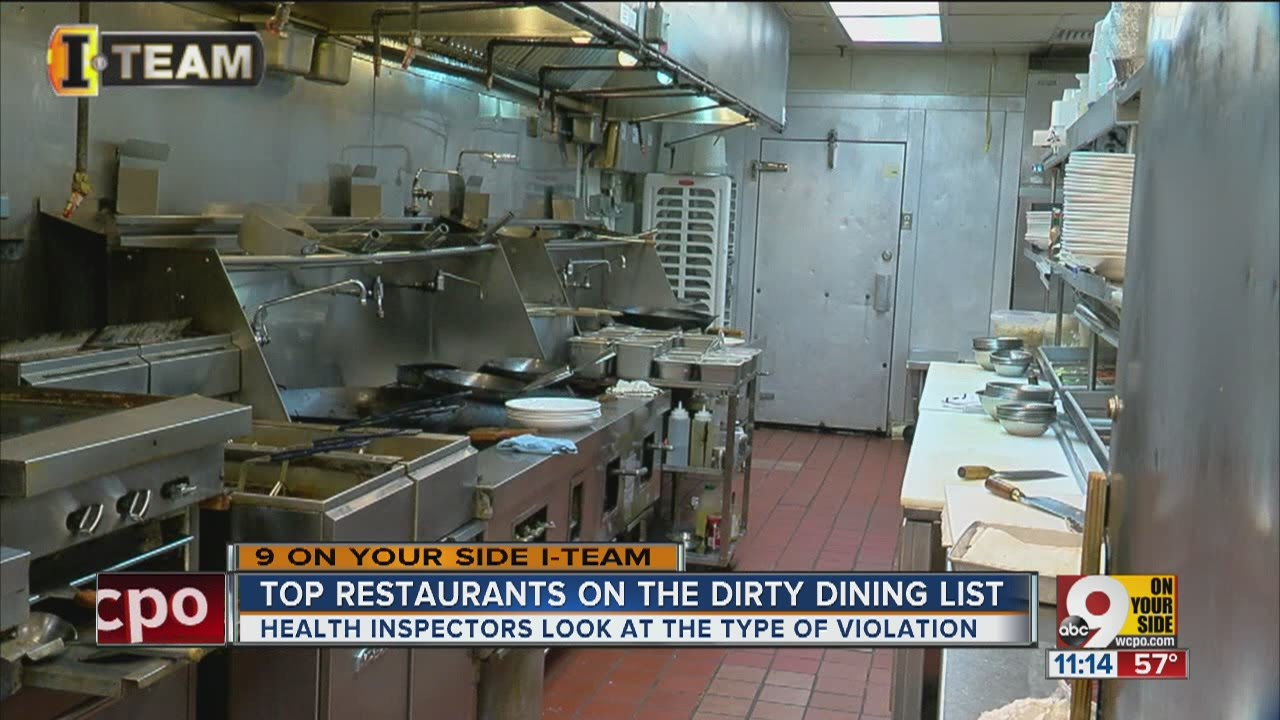 I-TEAM
9 ON YOUR SIDE I-TEAM
TOP RESTAURANTS ON THE DIRTY DINING LIST
HEALTH INSPECTORS LOOK AT THE TYPE OF VIOLATION
cpo
abc 9 ON YOUR SIDE
wcpo.com
11:14 57°